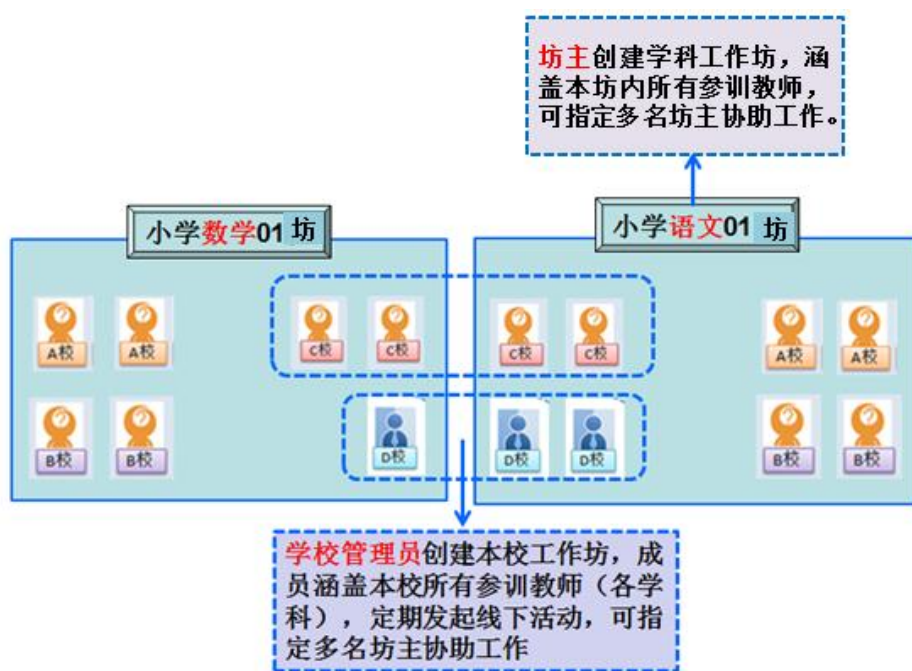 坊主创建学科工作坊，涵
盖本坊内所有参训教师，
可指定多名坊主协助工作。
小学数学01 坊
小学语文01 坊
A校
A校
C校
C校
C校
C校
A校
A校
B校
B校
D校
D校
D校
B校
B校
学校管理员创建本校工作坊，成
员涵盖本校所有参训教师（各学
科），定期发起线下活动，可指
定多名坊主协助工作